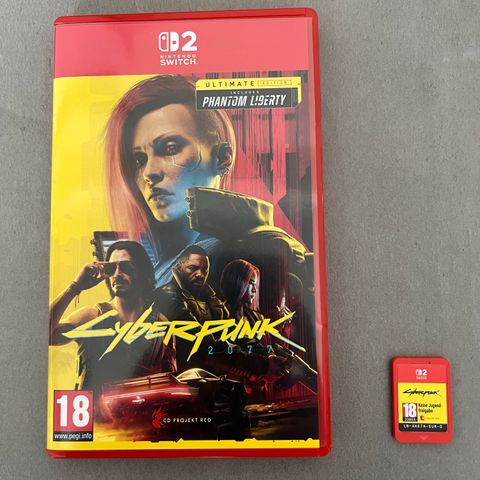 2
NINTENDO
SWITCH
ULTIMATE EDITION
INCLUDES
PHANTOM LIBERTY
CYBERPUNK
2077
18
www.pegi.info
CD PROJEKT RED
2
CYBERPUNK
18
Keine Jugend
freigabe